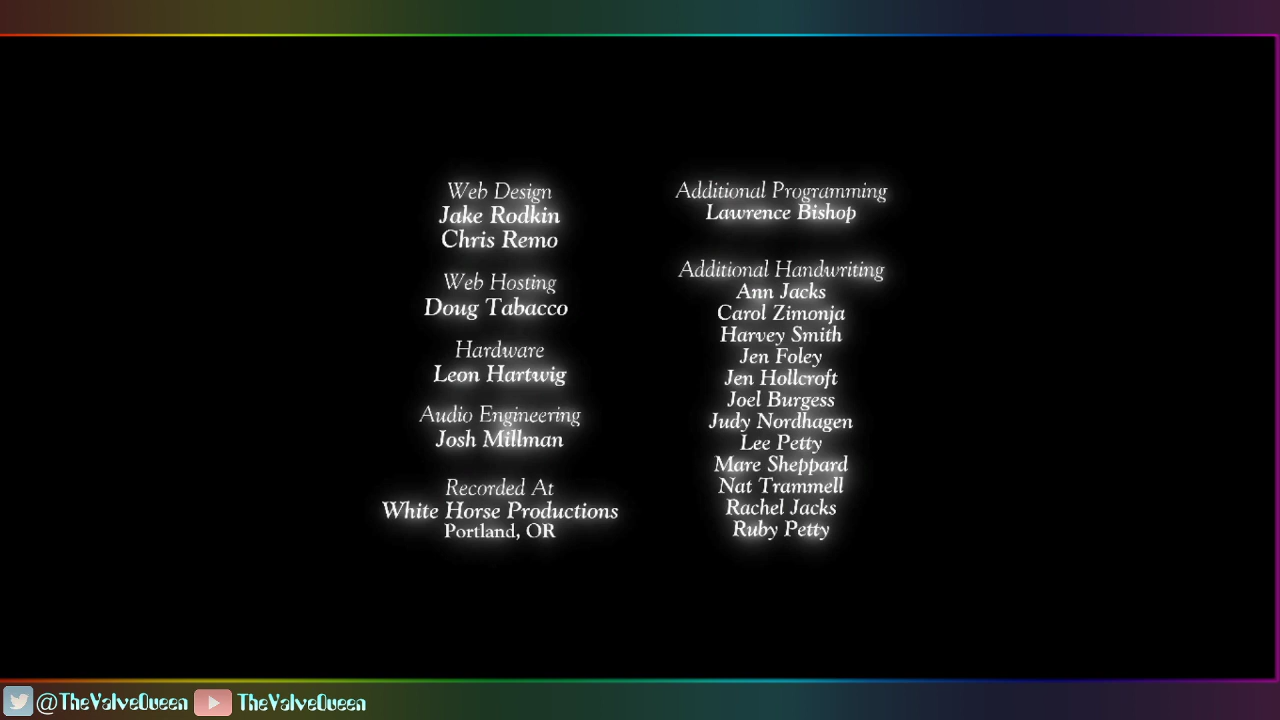 Web Design
Jake Rodkin
Chris Remo
Web Hosting
Doug Tabacco
Hardware
Leon Hartwig
Audio Engineering
Josh Millman
Recorded At
White Horse Productions
Portland, OR
Additional Programming
Lawrence Bishop
Additional Handwriting
Ann Jacks
Carol Zimonja
Harvey Smith
Jen Foley
Jen Hollcroft
Joel Burgess
Judy Nordhagen
Lee Petty
Mare Sheppard
Nat Trammell
Rachel Jacks
Ruby Petty
@TheValveQueen TheValveQueen